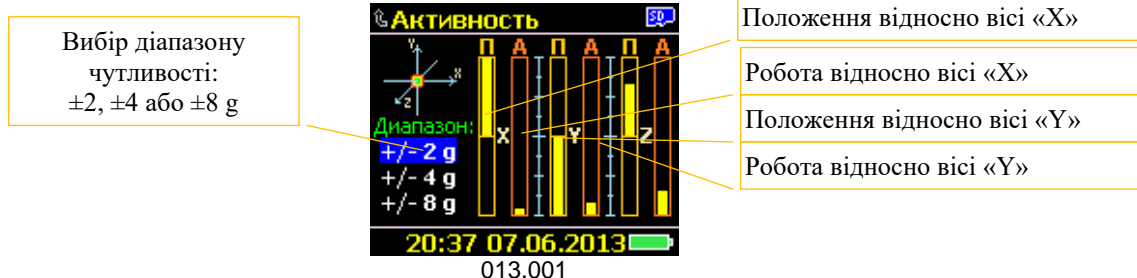 Вибір діапазону
чутливості:
±2, ±4 або ±8 g
Активность
SD
Y
X
Z
П А П А П А
X Y Z
Диапазон:
+/- 2 g
+/- 4 g
+/- 8 g
20:37 07.06.2013
013.001
Положення відносно вісі «X»
Робота відносно вісі «X»
Положення відносно вісі «Y»
Робота відносно вісі «Y»